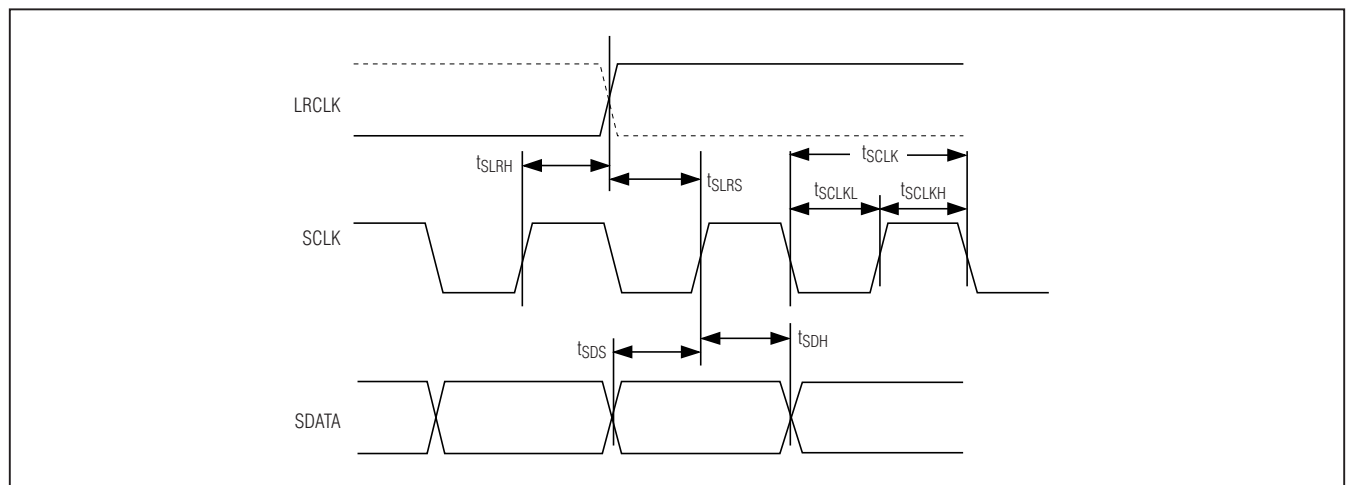 LRCLK
tSLRH
tSLRS
tSCLK
tSCLKL
tSCLKH
SCLK
tSDS
tSDH
SDATA